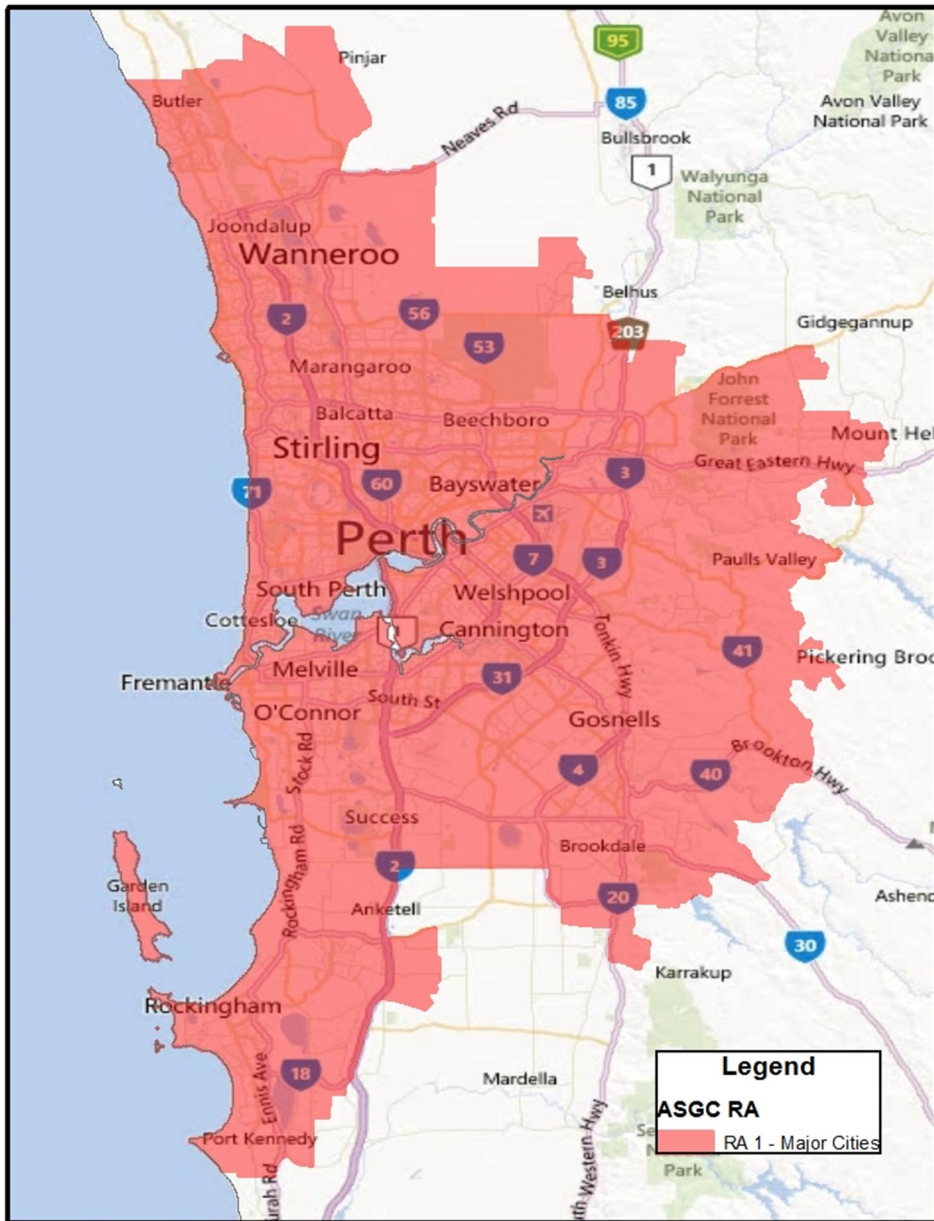 Avon
Valley
National
Park
95
Pinjar
85
Butler
Avon Valley
National Park
Neaves Rd
Bullsbrook
1
Walyunga
National
Park
Joondalup
Wanneroo
Belhus
2
56
203
Gidgegannup
53
Marangaroo
John
Forrest
National
Park
Balcatta
Beechboro
Mount Hel
Stirling
Great Eastern Hwy
3
71
60
Bayswater
Perth
7
3
Paulls Valley
South Perth
Welshpool
Cottesloe
Swan
River
Cannington
Tonkin Hwy
41
Pickering Broo
Melville
Fremantle
31
South St
O'Connor
Gosnells
Stock Rd
4
40
Brookton Hwy
Success
Rockingham Rd
Brookdale
2
Garden
Island
20
Ashend
Anketell
30
Karrakup
Rockingham
18
Ennis Ave
Mardella
Legend
ASGC RA
RA 1 - Major Cities
Port Kennedy
Park
urah Rd
th Western Hwy